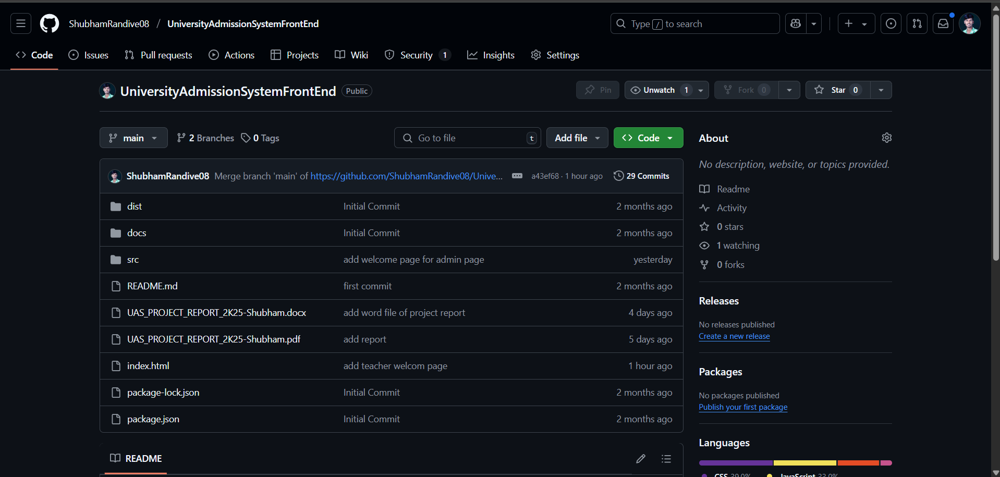 ShubhamRandive08 / UniversityAdmissionSystemFrontEnd
Type / to search
Code
Issues
Pull requests
Actions
Projects
Wiki
Security 1
Insights
Settings
UniversityAdmissionSystemFrontEnd Public
Pin
Unwatch 1
Fork 0
Star 0
main
2 Branches
0 Tags
Go to file t
Add file
Code
ShubhamRandive08 Merge branch 'main' of https://github.com/ShubhamRandive08/Unive... a43ef68 · 1 hour ago 29 Commits
dist Initial Commit 2 months ago
docs Initial Commit 2 months ago
src add welcome page for admin page yesterday
README.md first commit 2 months ago
UAS_PROJECT_REPORT_2K25-Shubham.docx add word file of project report 4 days ago
UAS_PROJECT_REPORT_2K25-Shubham.pdf add report 5 days ago
index.html add teacher welcom page 1 hour ago
package-lock.json Initial Commit 2 months ago
package.json Initial Commit 2 months ago
README
About
No description, website, or topics provided.
Readme
Activity
0 stars
1 watching
0 forks
Releases
No releases published
Create a new release
Packages
No packages published
Publish your first package
Languages
CSS 39.0% JavaScript 33.0%